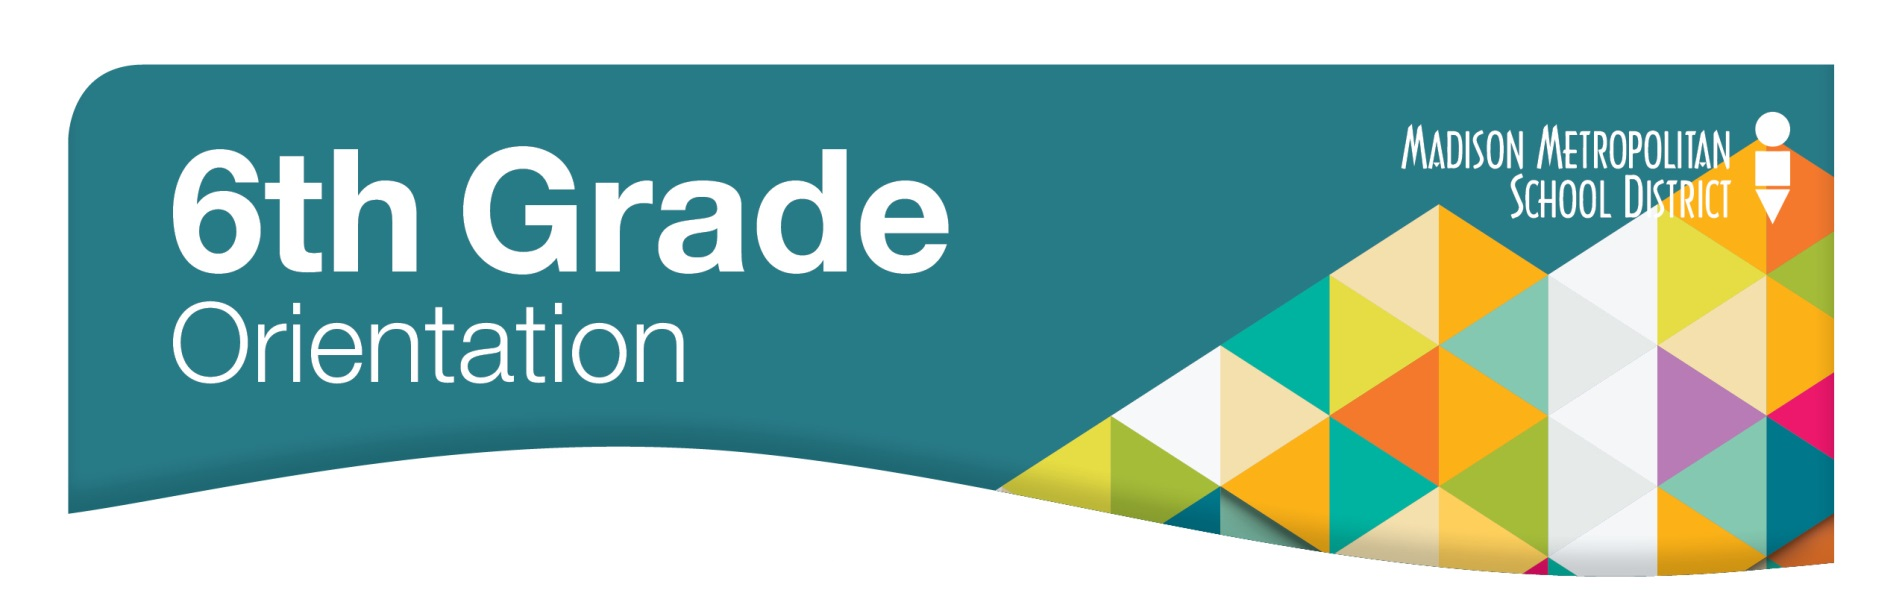 6th Grade
Orientation
MADISON METROPOLITAN
SCHOOL DISTRICT